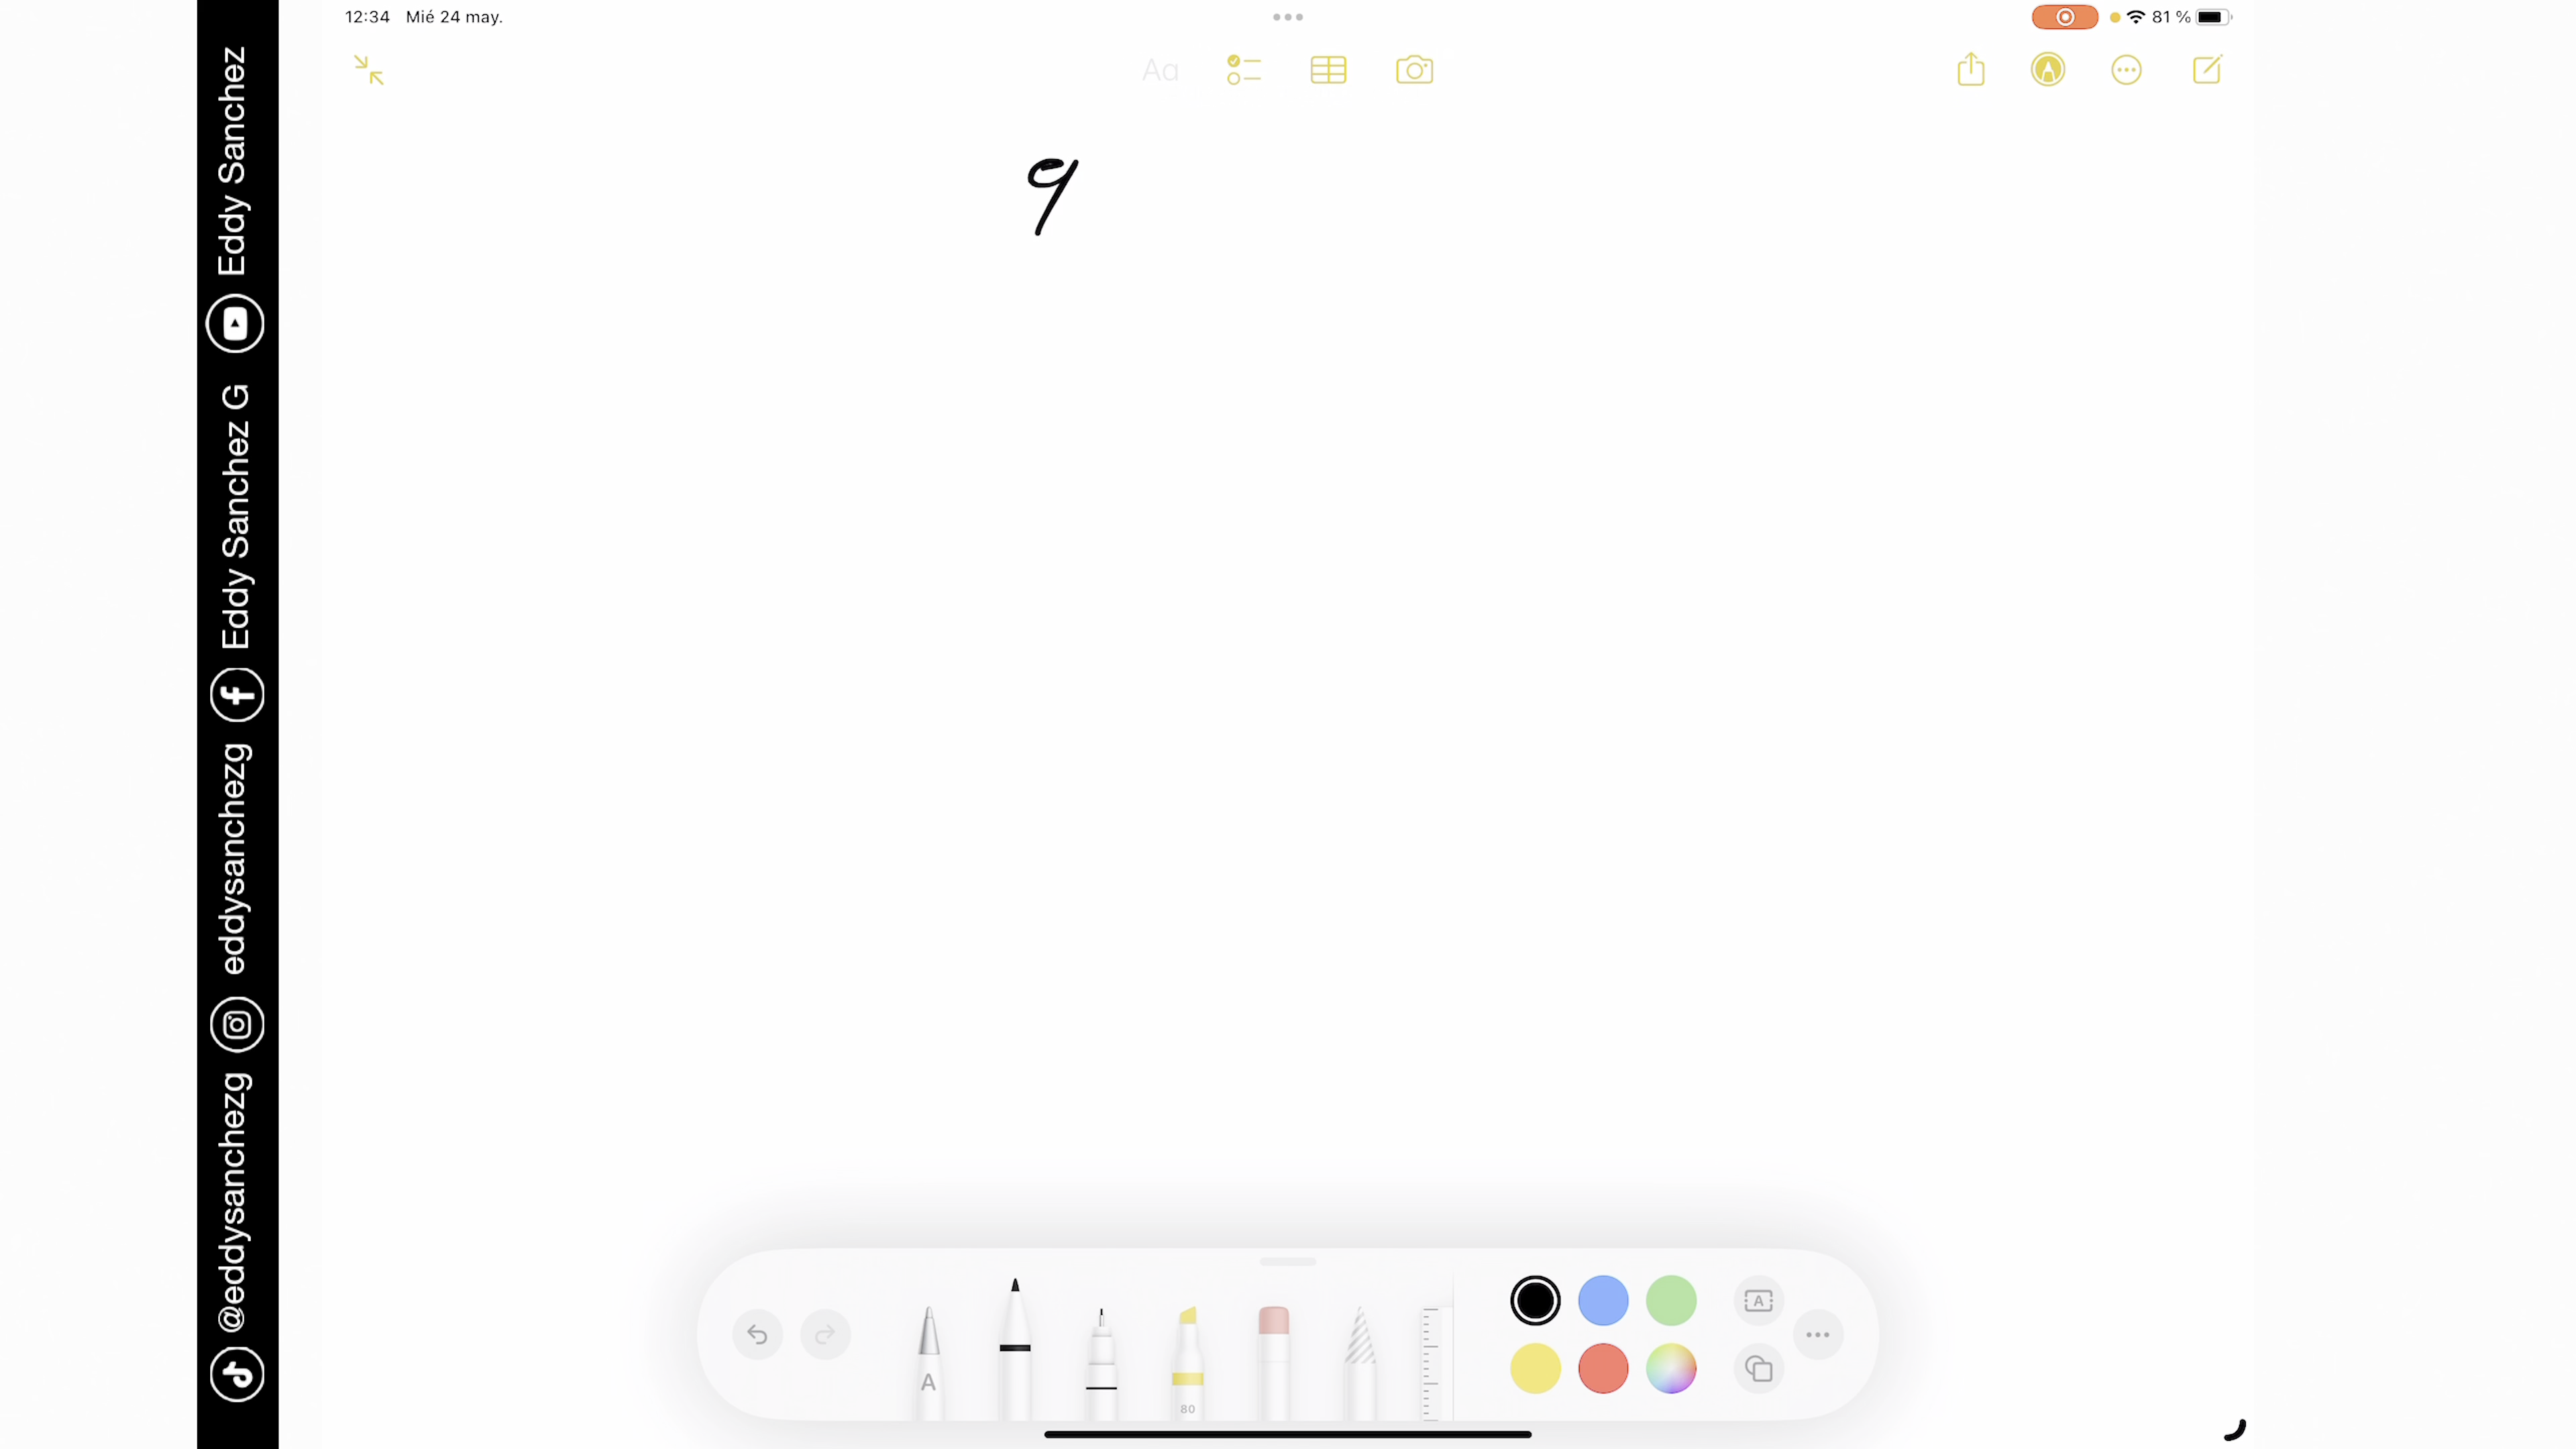 12:34 Mié 24 may.
81 %
Aa
9
Eddy Sanchez
Eddy Sanchez G
eddysanchezg
@eddysanchezg
A
80
A